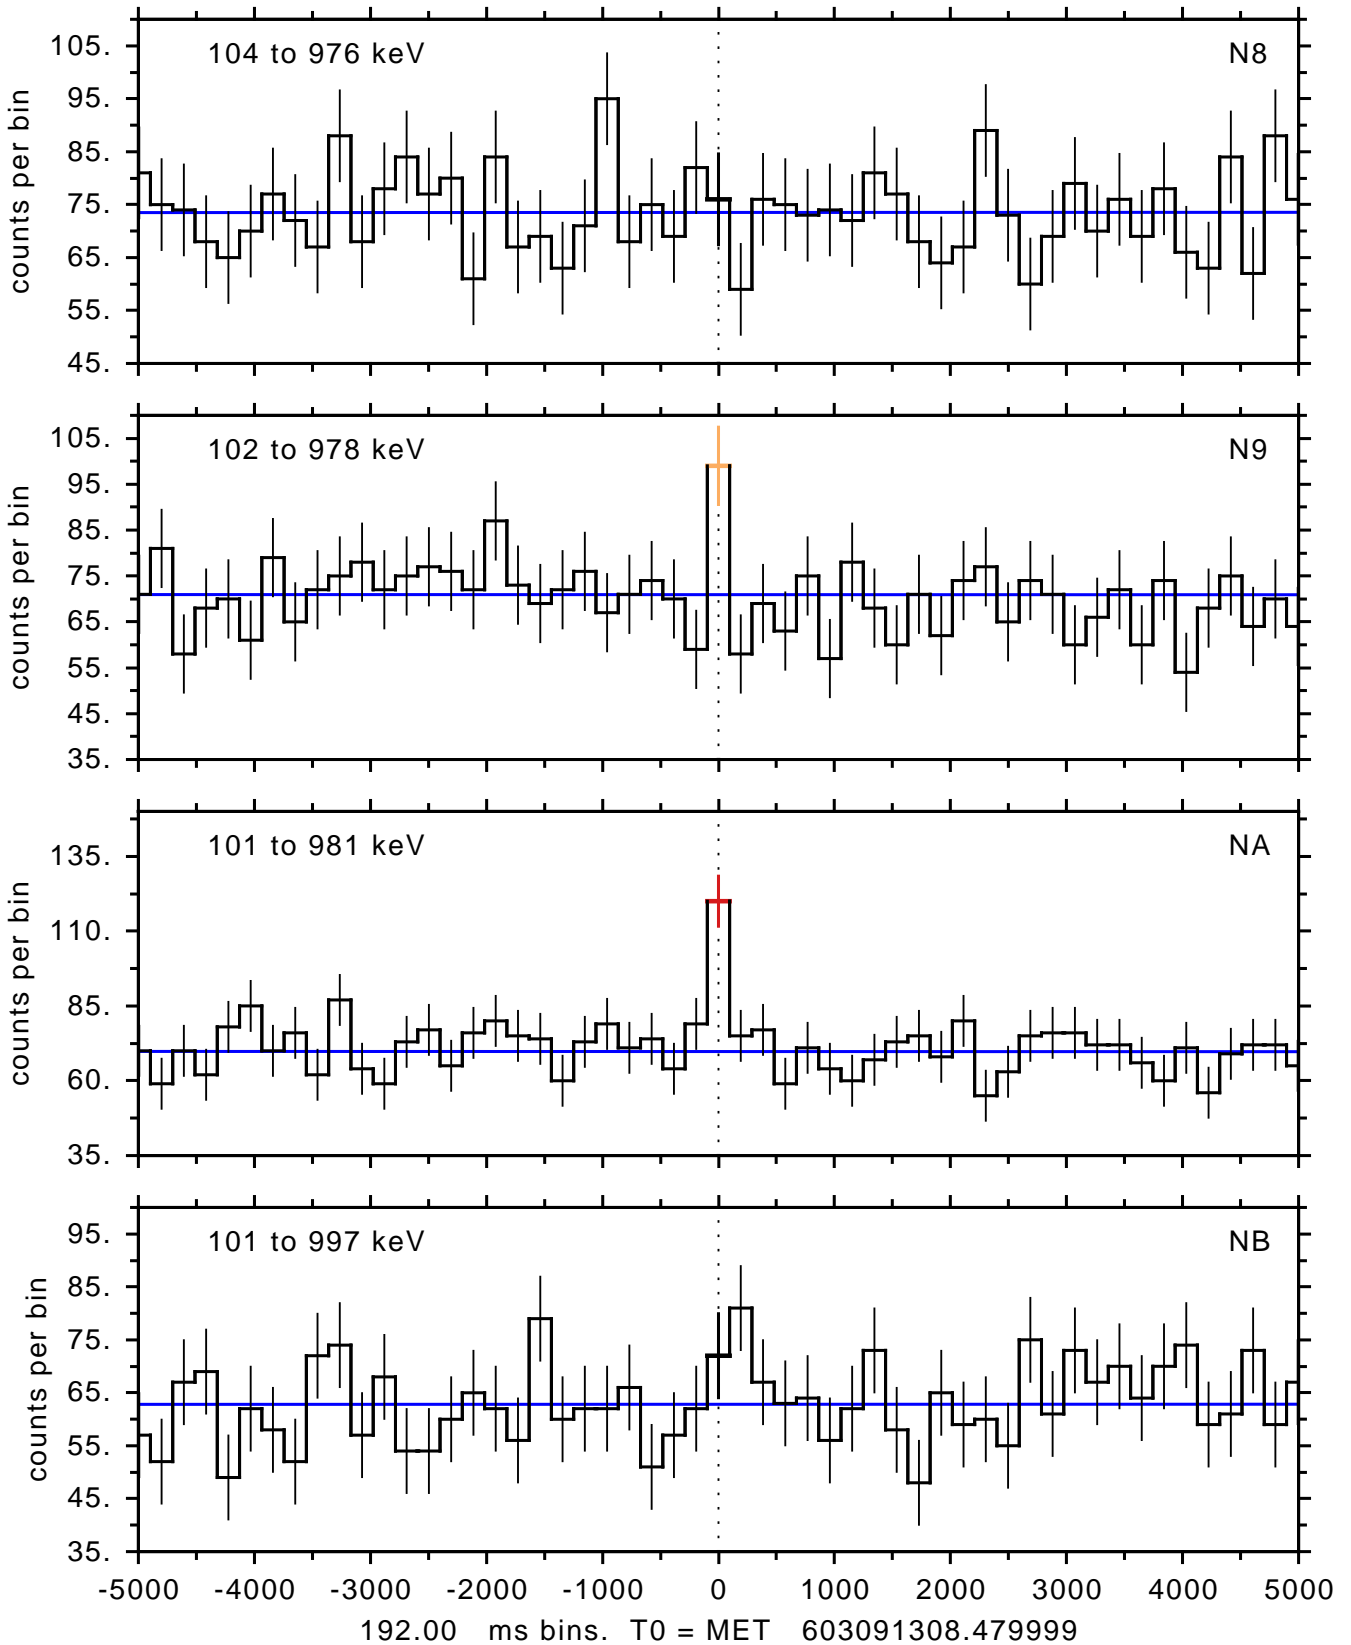 104 to 976 keV N8
105.
95.
85.
75.
65.
55.
45.
counts per bin
102 to 978 keV N9
105.
95.
85.
75.
65.
55.
45.
35.
counts per bin
101 to 981 keV NA
135.
110.
85.
60.
35.
counts per bin
101 to 997 keV NB
95.
85.
75.
65.
55.
45.
35.
counts per bin
-5000 -4000 -3000 -2000 -1000 0 1000 2000 3000 4000 5000
192.00 ms bins. T0 = MET 603091308.479999